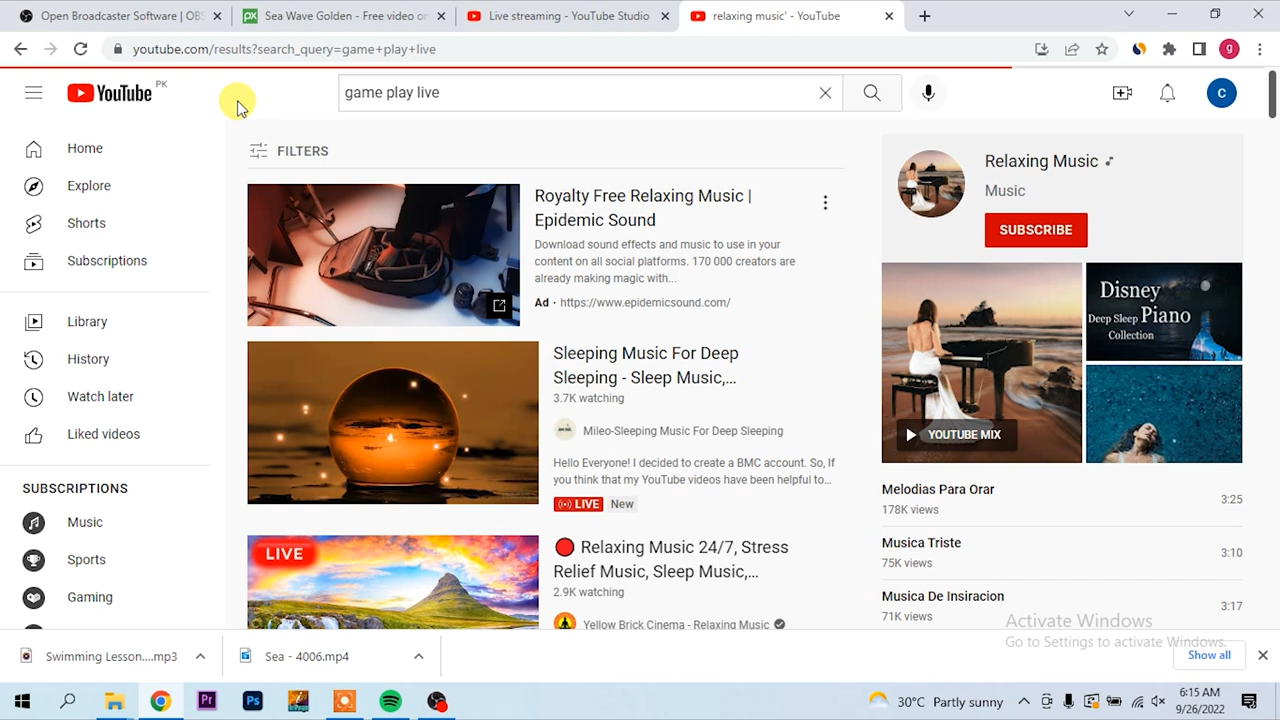 Open Broadcaster Software | OBS
Sea Wave Golden - Free video o
Live streaming - YouTube Studio
relaxing music' - YouTube
youtube.com/results?search_query=game+play+live
g
YouTube PK
game play live
C
Home
Explore
Shorts
Subscriptions
Library
History
Watch later
Liked videos
SUBSCRIPTIONS
Music
Sports
Gaming
FILTERS
Royalty Free Relaxing Music |
Epidemic Sound
Download sound effects and music to use in your
content on all social platforms. 170 000 creators are
already making magic with...
Ad · https://www.epidemicsound.com/
Sleeping Music For Deep
Sleeping - Sleep Music,...
3.7K watching
Mileo-Sleeping Music For Deep Sleeping
Hello Everyone! I decided to create a BMC account. So, If
you think that my YouTube videos have been helpful to...
LIVE New
LIVE
Relaxing Music 24/7, Stress
Relief Music, Sleep Music,...
2.9K watching
Yellow Brick Cinema - Relaxing Music
Relaxing Music
Music
SUBSCRIBE
YOUTUBE MIX
Disney
Deep Sleep Piano
Collection
Melodias Para Orar 3:25
178K views
Musica Triste 3:10
75K views
Musica De Insiracion 3:17
71K views
Activate Windows
Go to Settings to activate Windows.
Swimming Lesson....mp3
Sea - 4006.mp4
Show all
Pr
Ps
30°C Partly sunny
6:15 AM
9/26/2022